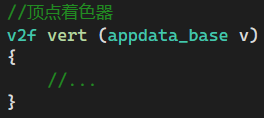 //顶点着色器
v2f vert (appdata_base v)
{
    //...
}